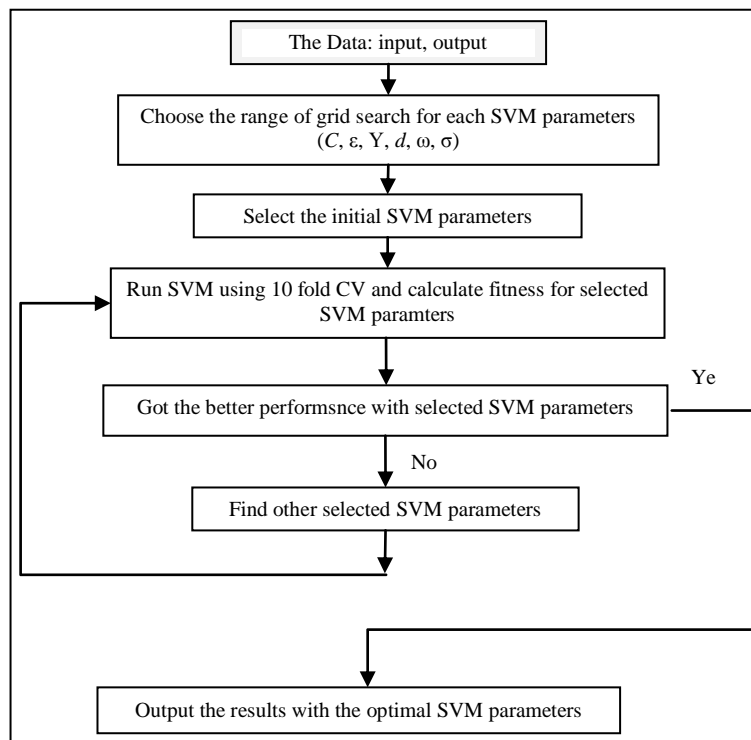 The Data: input, output
Choose the range of grid search for each SVM parameters
(C, ε, Υ, d, ω, σ)
Select the initial SVM parameters
Run SVM using 10 fold CV and calculate fitness for selected
SVM paramters
Ye
Got the better performsnce with selected SVM parameters
No
Find other selected SVM parameters
Output the results with the optimal SVM parameters